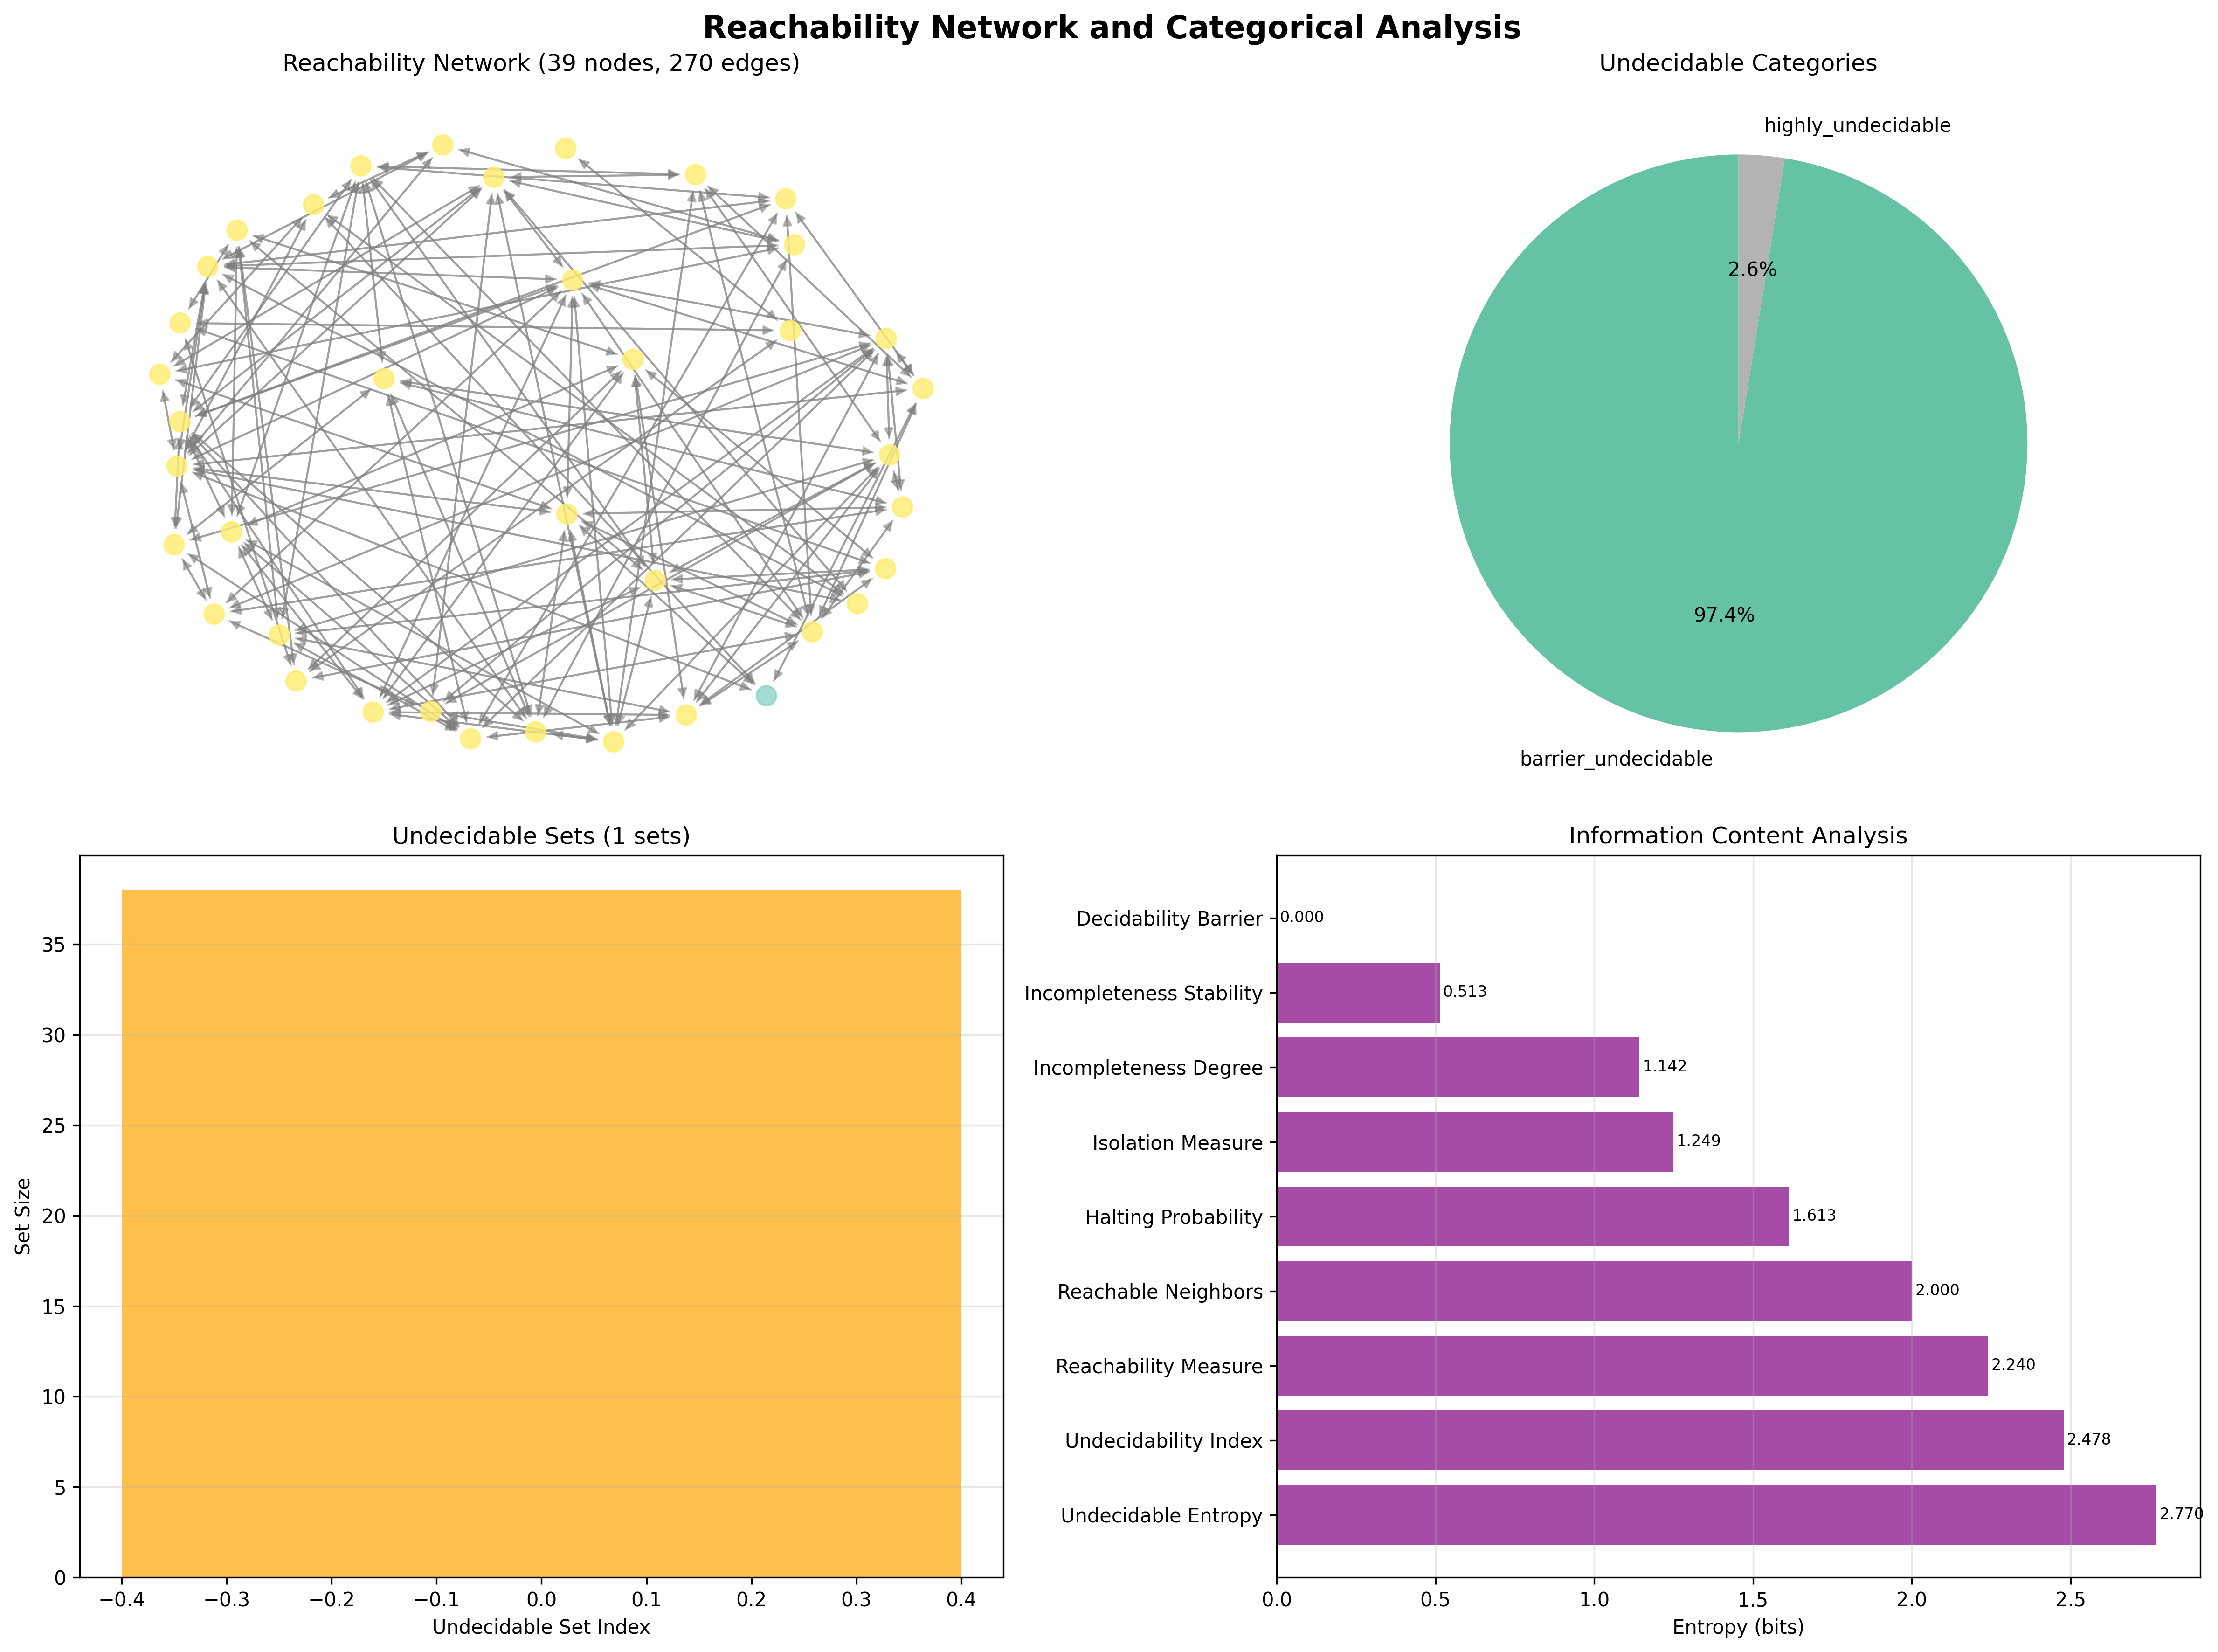 Reachability Network and Categorical Analysis
Reachability Network (39 nodes, 270 edges)
Undecidable Categories
highly_undecidable
2.6%
97.4%
barrier_undecidable
Undecidable Sets (1 sets)
Set Size
35
30
25
20
15
10
5
0
−0.4 −0.3 −0.2 −0.1 0.0 0.1 0.2 0.3 0.4
Undecidable Set Index
Information Content Analysis
Decidability Barrier 0.000
Incompleteness Stability 0.513
Incompleteness Degree 1.142
Isolation Measure 1.249
Halting Probability 1.613
Reachable Neighbors 2.000
Reachability Measure 2.240
Undecidability Index 2.478
Undecidable Entropy 2.770
0.0 0.5 1.0 1.5 2.0 2.5
Entropy (bits)